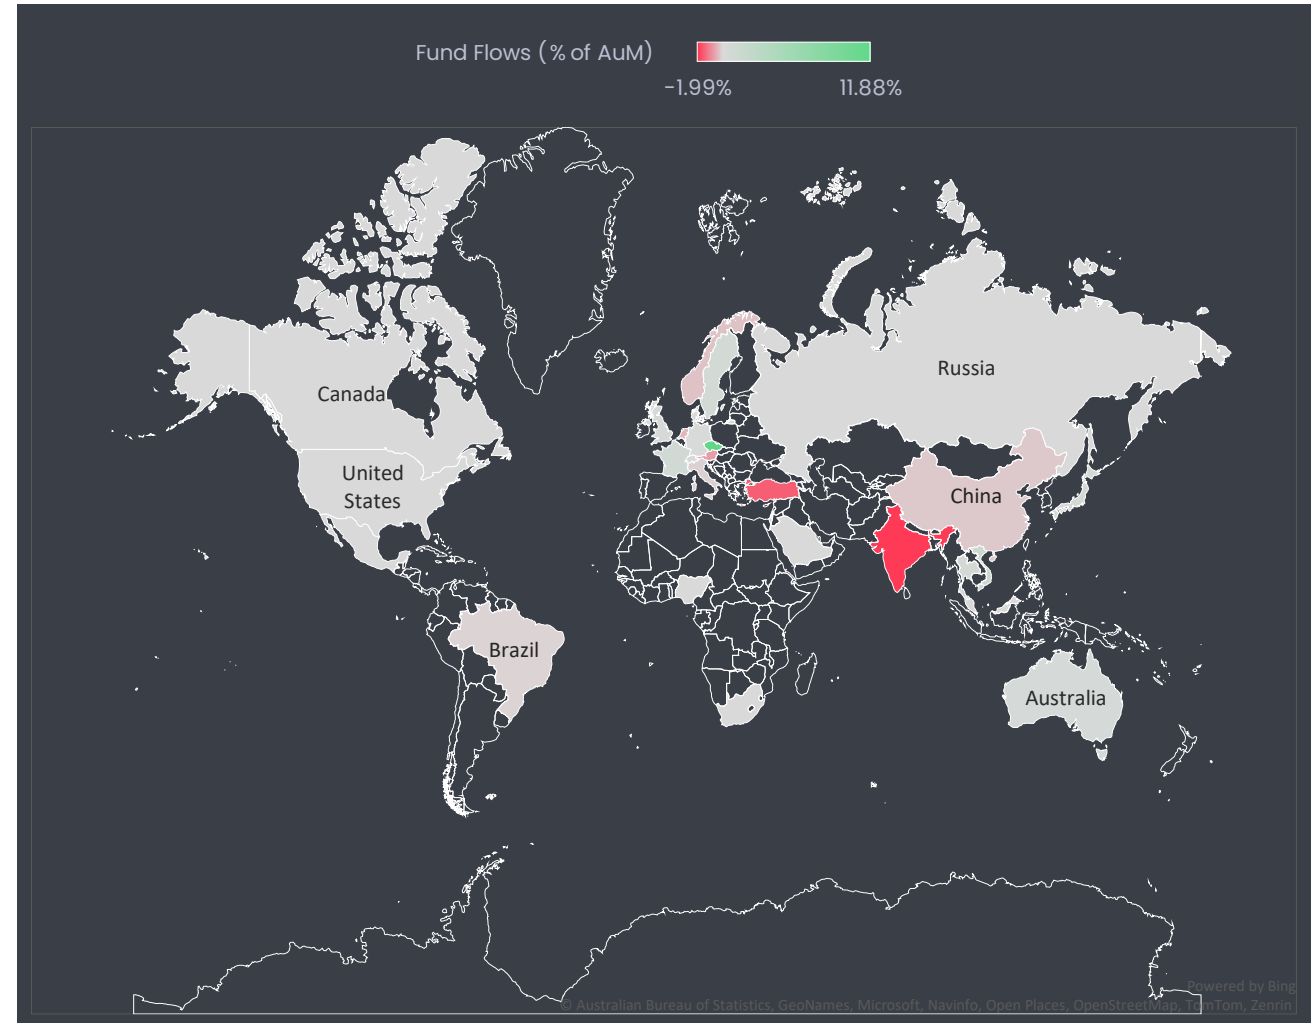 Fund Flows (% of AuM)
-1.99%
11.88%
Russia
Canada
United
States
China
Brazil
Australia
Powered by Bing
© Australian Bureau of Statistics, GeoNames, Microsoft, Navinfo, Open Places, OpenStreetMap, TomTom, Zenrin